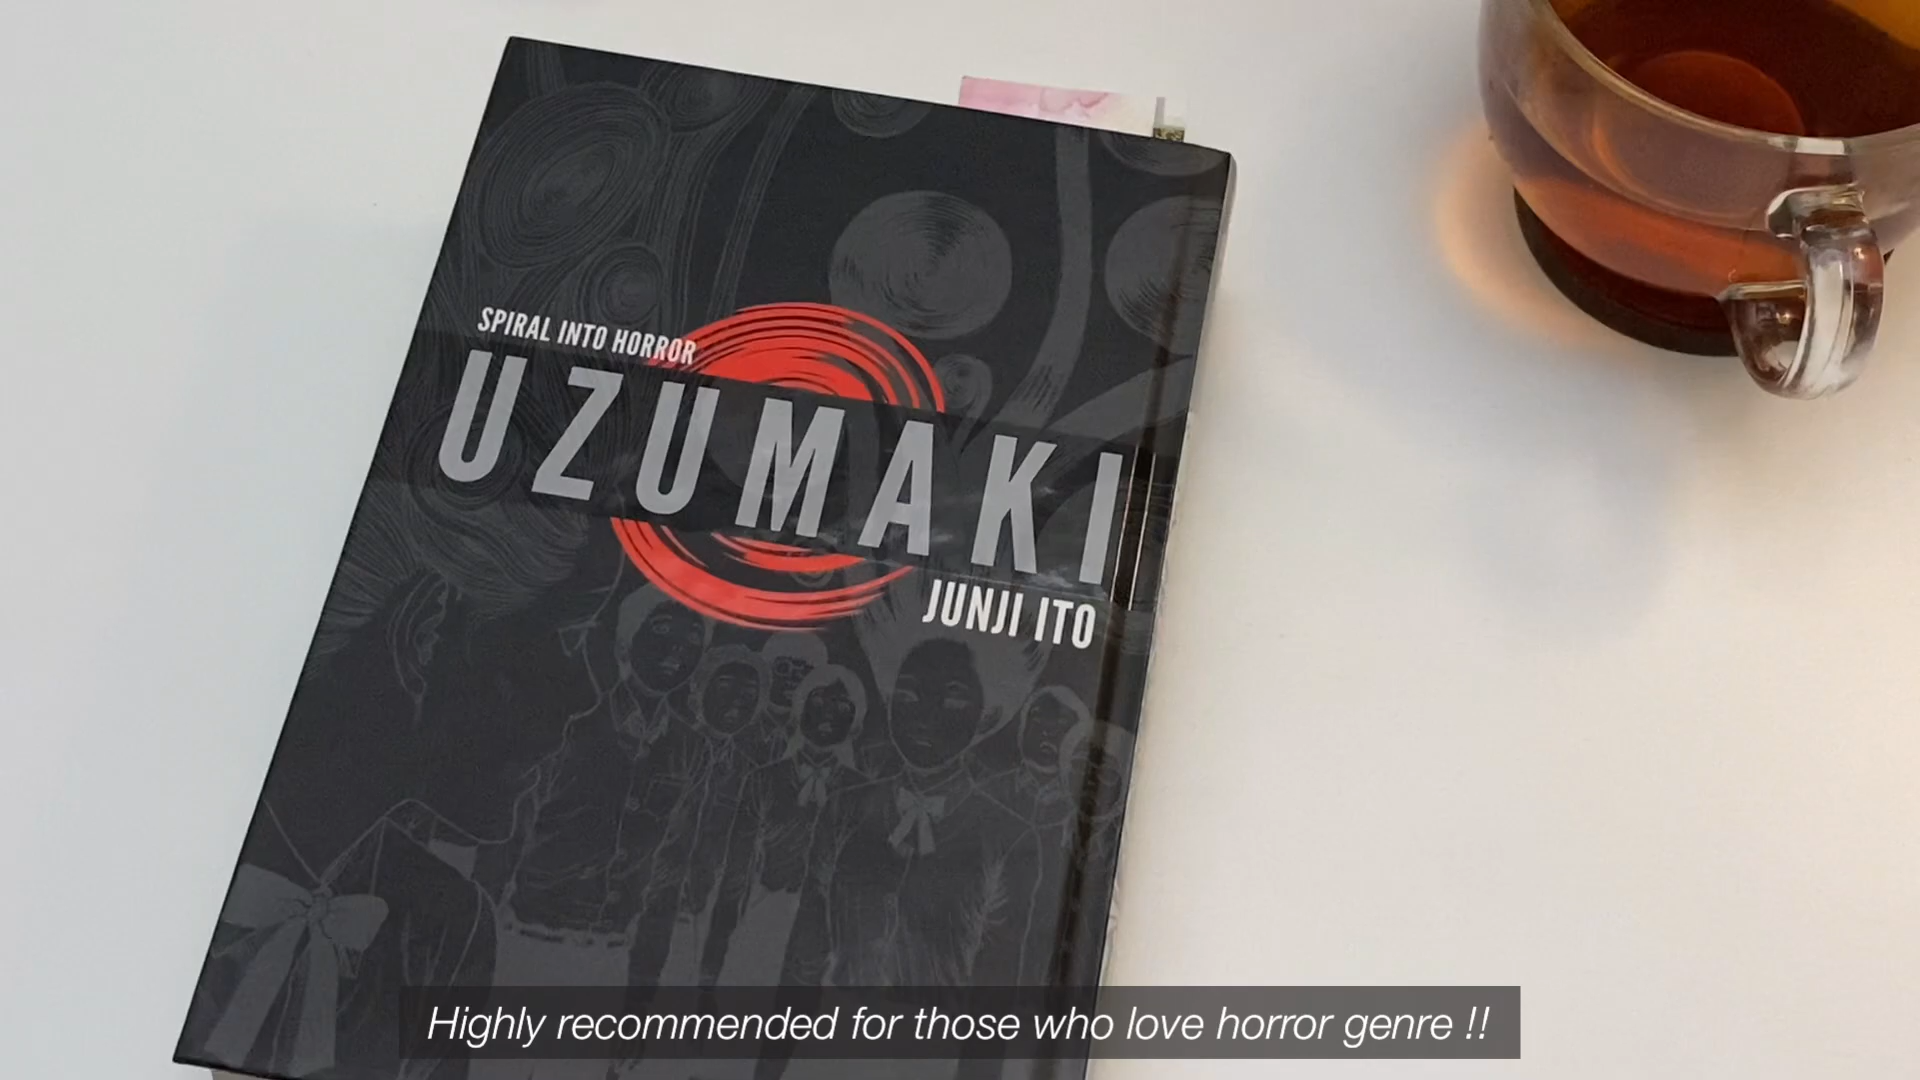 SPIRAL INTO HORROR
UZUMAKI
JUNJI ITO
Highly recommended for those who love horror genre !!